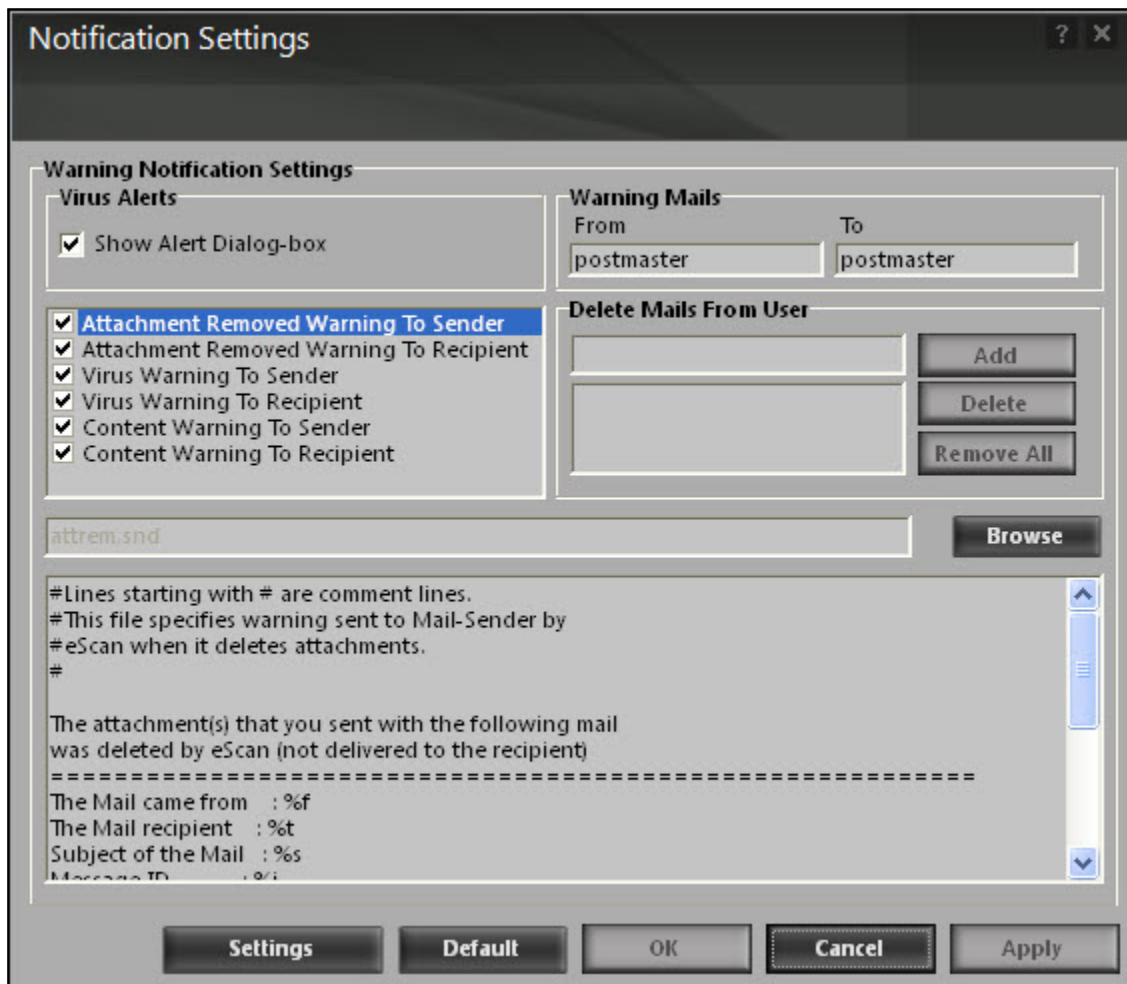 Notification Settings
?
Warning Notification Settings
Virus Alerts
Show Alert Dialog-box
Warning Mails
From To
postmaster postmaster
Attachment Removed Warning To Sender
Attachment Removed Warning To Recipient
Virus Warning To Sender
Virus Warning To Recipient
Content Warning To Sender
Content Warning To Recipient
Delete Mails From User
Add
Delete
Remove All
attrem.snd
Browse
#Lines starting with # are comment lines.
#This file specifies warning sent to Mail-Sender by
#eScan when it deletes attachments.
#
The attachment(s) that you sent with the following mail
was deleted by eScan (not delivered to the recipient)
==========================================================
The Mail came from : %f
The Mail recipient : %t
Subject of the Mail : %s
Message ID : %i
Settings Default OK Cancel Apply